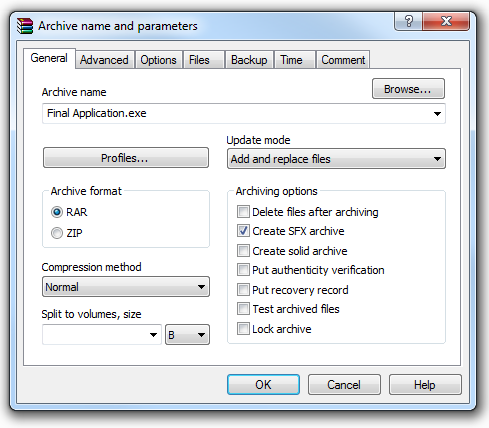 Archive name and parameters
General Advanced Options Files Backup Time Comment
Archive name
Browse...
Final Application.exe
Update mode
Profiles...
Add and replace files
Archive format
RAR
ZIP
Archiving options
Delete files after archiving
Create SFX archive
Create solid archive
Put authenticity verification
Put recovery record
Test archived files
Lock archive
Compression method
Normal
Split to volumes, size
B
OK Cancel Help